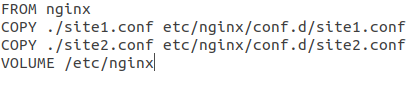 FROM nginx
COPY ./site1.conf etc/nginx/conf.d/site1.conf
COPY ./site2.conf etc/nginx/conf.d/site2.conf
VOLUME /etc/nginx